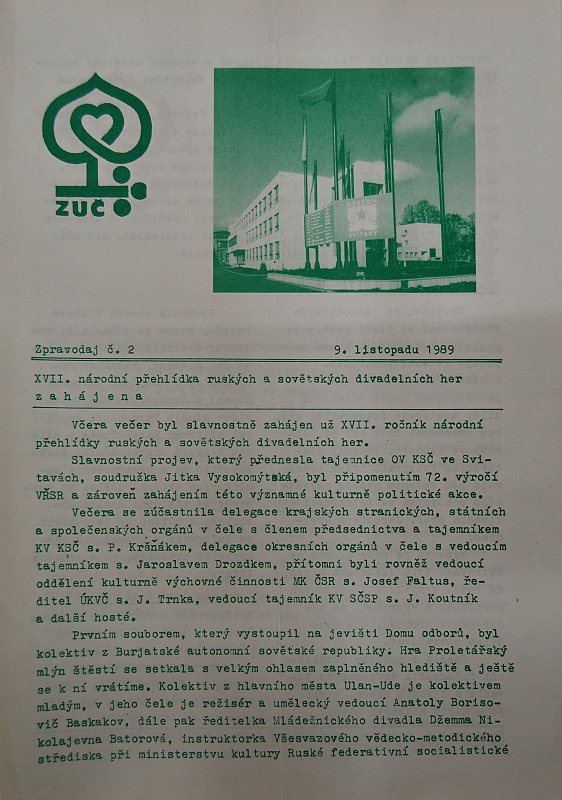 ZUČ
SVITAVY
Zpravodaj č. 2 9. listopadu 1989
XVII. národní přehlídka ruských a sovětských divadelních her
z a h á j e n a
Včera večer byl slavnostně zahájen už XVII. ročník národní
přehlídky ruských a sovětských divadelních her.
Slavnostní projev, který přednesla tajemnice OV KSČ ve Svi-
tavách, soudružka Jitka Vysokomýtská, byl připomenutím 72. výročí
VŘSR a zároveň zahájením této významné kulturně politické akce.
Večera se zúčastnila delegace krajských stranických, státních
a společenských orgánů v čele s členem předsednictva a tajemníkem
KV KSČ s. P. Kršňákem, delegace okresních orgánů v čele s vedoucím
tajemníkem s. Jaroslavem Drozdkem, přítomni byli rovněž vedoucí
oddělení kulturně výchovné činnosti MK ČSR s. Josef Faltus, ře-
ditel ÚKVČ s. J. Trnka, vedoucí tajemník KV SČSP s. J. Koutník
a další hosté.
Prvním souborem, který vystoupil na jevišti Domu odborů, byl
kolektiv z Burjatské autonomní sovětské republiky. Hra Proletářský
mlýn štěstí se setkala s velkým ohlasem zaplněného hlediště a ještě
se k ní vrátíme. Kolektiv z hlavního města Ulan-Ude je kolektivem
mladým, v jeho čele je režisér a umělecký vedoucí Anatoly Boriso-
vič Baskakov, dále pak ředitelka Mládežnického divadla Džemma Ni-
kolajevna Batorová, instruktorka Všesvazového vědecko-metodického
střediska při ministerstvu kultury Ruské federativní socialistické